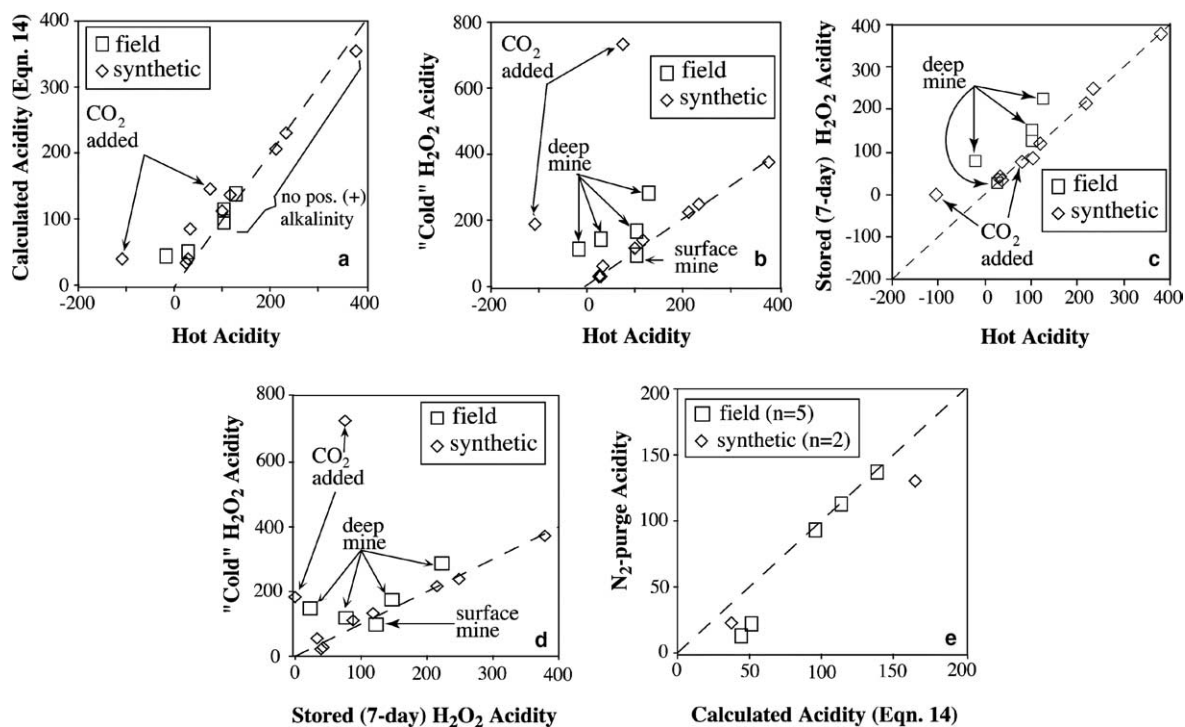 Calculated Acidity (Eqn. 14)
400
300
200
100
0
field
synthetic
CO2
added
no pos. (+)
alkalinity
a
-200
0
200
400
Hot Acidity
"Cold" H2O2 Acidity
800
600
400
200
0
CO2
added
field
synthetic
deep
mine
surface
mine
b
-200
0
200
400
Hot Acidity
Stored (7-day) H2O2 Acidity
400
300
200
100
0
-100
-200
deep
mine
field
synthetic
CO2
added
c
-200
-100
0
100
200
300
400
Hot Acidity
"Cold" H2O2 Acidity
800
600
400
200
0
CO2
added
field
synthetic
deep
mine
surface
mine
d
0
100
200
300
400
Stored (7-day) H2O2 Acidity
N2-purge Acidity
200
150
100
50
0
field (n=5)
synthetic (n=2)
e
0
50
100
150
200
Calculated Acidity (Eqn. 14)